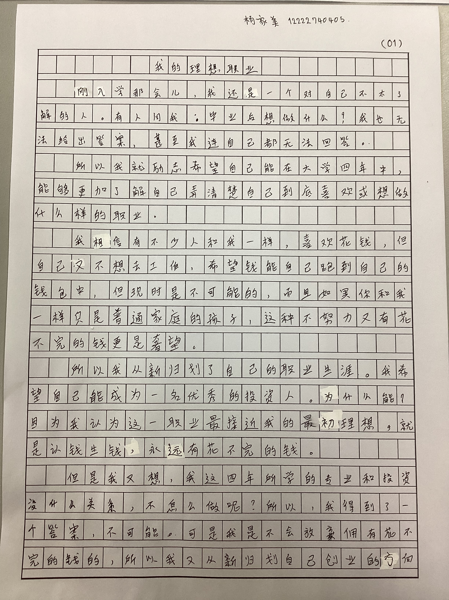 杨家美 12222740403
(01)
我的理想职业
刚入学那会儿，我还是一个对自己不太了
解的人。有人问我：毕业后想做什么？我也无
法给出答案，甚至我连自己都无法回答。
所以我就励志希望自己能在大学四年中，
能够更加了解自己弄清楚自己到底喜欢或想做
什么样的职业。
我相信有不少人和我一样，喜欢花钱，但
自己又不想去工作，希望钱能自己跑到自己的
钱包中，但现时是不可能的，而且如果你和我
一样只是普通家庭的孩子，这种不努力又有花
不完的钱更是奢望。
所以我从新归划了自己的职业生涯。我希
望自己能成为一名优秀的投资人。为什么呢？
因为我认为这一职业最接近我的最初理想，就
是让钱生钱，永远有花不完的钱。
但是我又想，我这四年所学的专业和投资
没什么关系，不怎么做呢？所以，我得到了一
个答案，不可能。可是我是不会放棄佣有花不
完的钱的，所以我又从新归划自己创业的方向